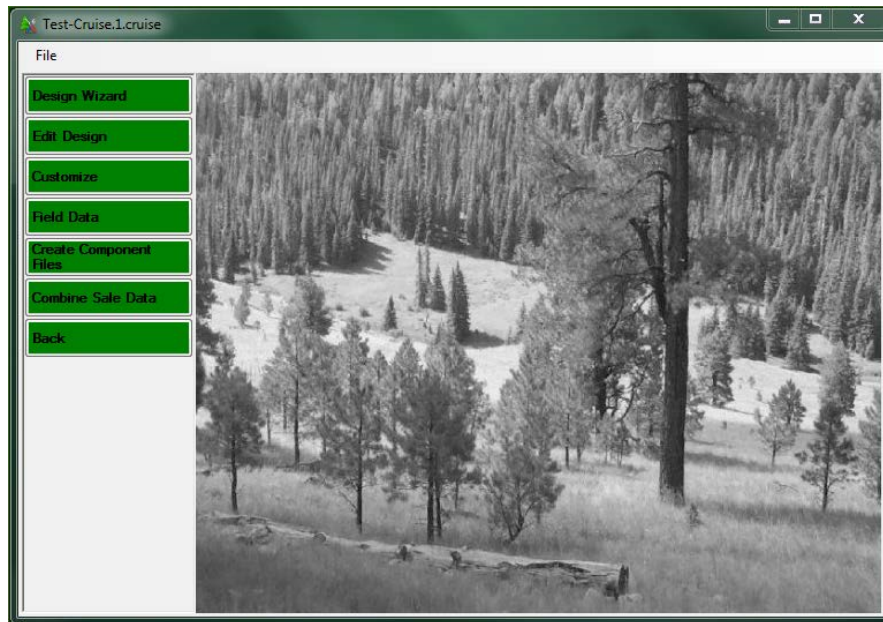 Test-Cruise.1.cruise
File
Design Wizard
Edit Design
Customize
Field Data
Create Component
Files
Combine Sale Data
Back